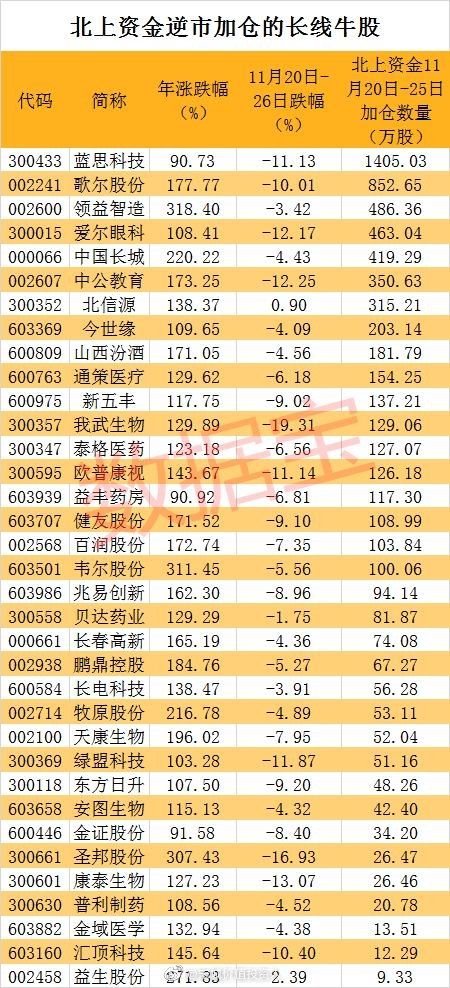 北上资金逆市加仓的长线牛股
代码 简称 年涨跌幅（%） 11月20日-26日跌幅（%） 北上资金11月20日-25日加仓数量（万股）
300433 蓝思科技 90.73 -11.13 1405.03
002241 歌尔股份 177.77 -10.01 852.65
002600 领益智造 318.40 -3.42 486.36
300015 爱尔眼科 108.41 -12.17 463.04
000066 中国长城 220.22 -4.43 419.29
002607 中公教育 173.25 -12.25 350.63
300352 北信源 138.37 0.90 315.21
603369 今世缘 109.65 -4.09 203.14
600809 山西汾酒 171.05 -4.56 181.79
600763 通策医疗 129.62 -6.18 154.25
600975 新五丰 117.75 -9.02 137.21
300357 我武生物 129.89 -19.31 129.06
300347 泰格医药 123.18 -6.56 127.07
300595 欧普康视 143.67 -11.14 126.18
603939 益丰药房 90.92 -6.81 117.30
603707 健友股份 171.52 -9.10 108.99
002568 百润股份 172.74 -7.35 103.84
603501 韦尔股份 311.45 -5.56 100.06
603986 兆易创新 162.30 -8.96 94.14
300558 贝达药业 129.29 -1.75 81.87
000661 长春高新 165.19 -4.36 74.08
002938 鹏鼎控股 184.76 -5.27 67.27
600584 长电科技 138.47 -3.91 56.28
002714 牧原股份 216.78 -4.89 53.11
002100 天康生物 196.02 -7.95 52.04
300369 绿盟科技 103.28 -11.87 51.16
300118 东方日升 107.50 -9.20 48.26
603658 安图生物 115.13 -4.32 42.40
600446 金证股份 91.58 -8.40 34.20
300661 圣邦股份 307.43 -16.93 26.47
300601 康泰生物 127.23 -13.07 26.46
300630 普利制药 108.56 -4.52 20.78
603882 金域医学 132.94 -4.38 13.51
603160 汇顶科技 145.64 -10.40 12.29
002458 益生股份 271.83 2.39 9.33
数据宝